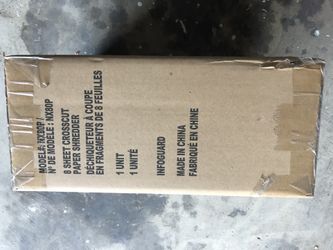 MODEL#: NX80P
Nº DE MODÈLE : NX80P
8 SHEET CROSSCUT
PAPER SHREDDER
DÉCHIQUETEUR À COUPE
EN FRAGMENTS DE 8 FEUILLES
1 UNIT
1 UNITÉ
INFOGUARD
MADE IN CHINA
FABRIQUÉ EN CHINE